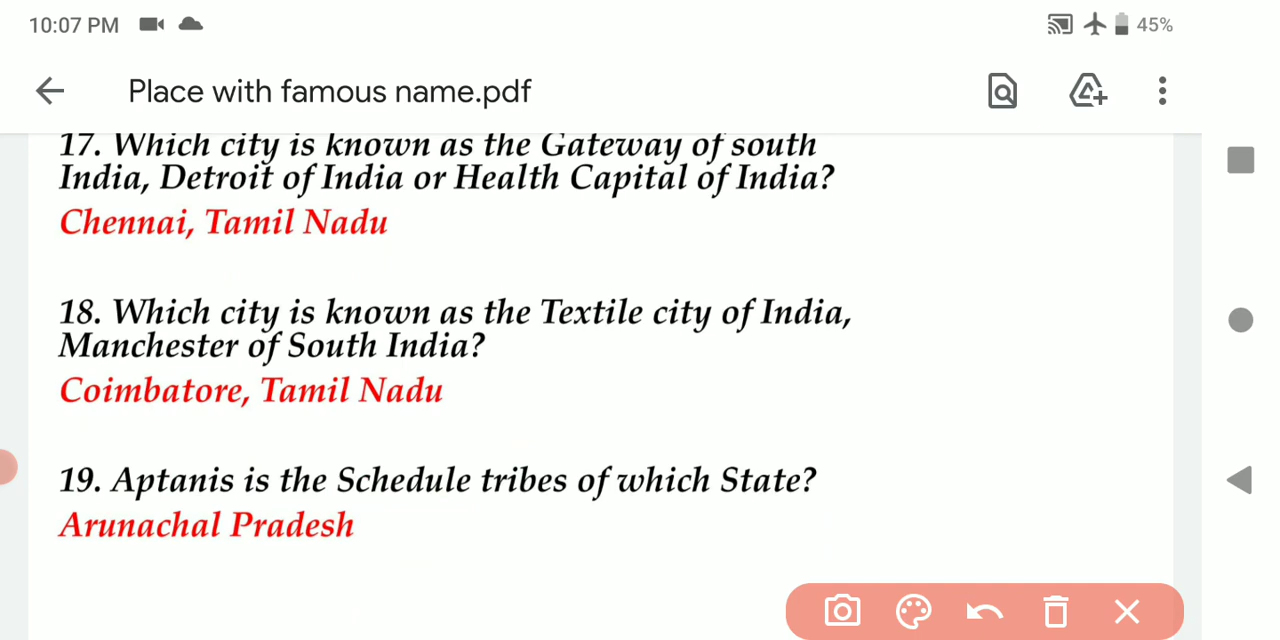 10:07 PM
45%
Place with famous name.pdf
17. Which city is known as the Gateway of south
India, Detroit of India or Health Capital of India?
Chennai, Tamil Nadu
18. Which city is known as the Textile city of India,
Manchester of South India?
Coimbatore, Tamil Nadu
19. Aptanis is the Schedule tribes of which State?
Arunachal Pradesh